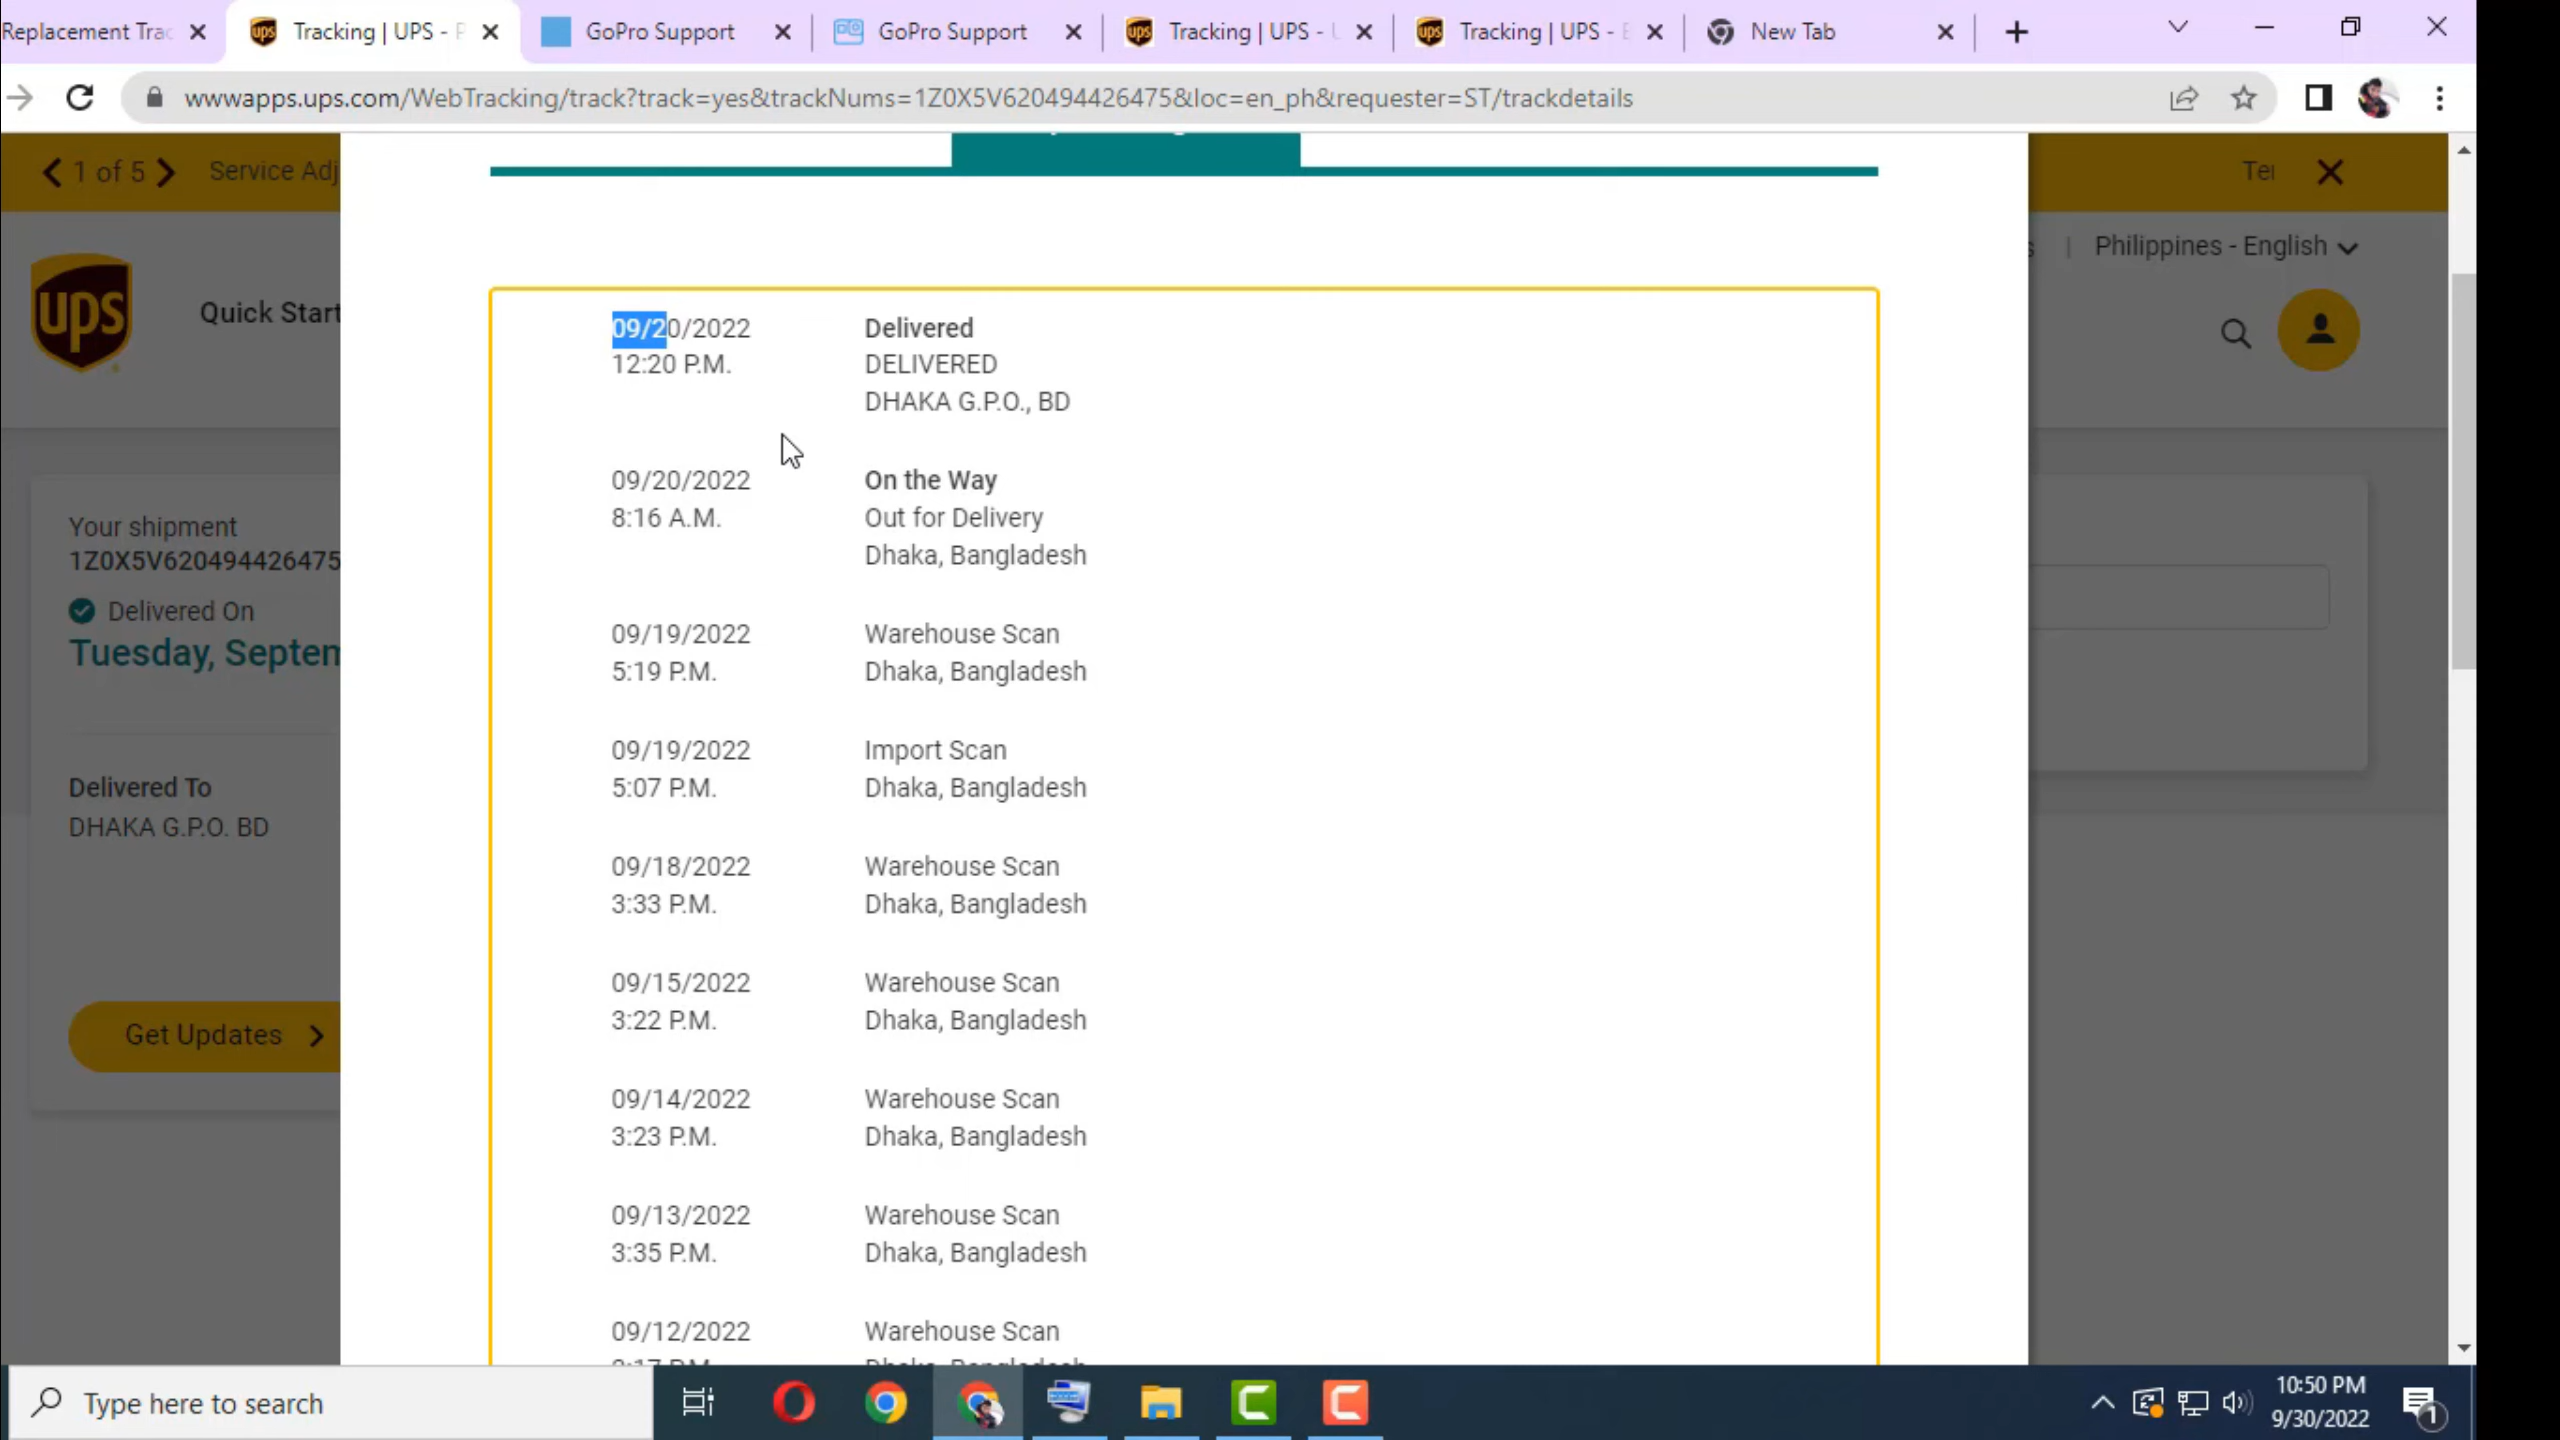 Replacement Trac
Tracking | UPS - P
GoPro Support
GoPro Support
Tracking | UPS - U
Tracking | UPS - E
New Tab
wwwapps.ups.com/WebTracking/track?track=yes&trackNums=1Z0X5V620494426475&loc=en_ph&requester=ST/trackdetails
1 of 5
Service Adj
Ter
ups
Quick Start
s | Philippines - English
Your shipment
1Z0X5V620494426475
Delivered On
Tuesday, Septem
Delivered To
DHAKA G.P.O. BD
Get Updates
09/20/2022 Delivered
12:20 P.M. DELIVERED
DHAKA G.P.O., BD
09/20/2022 On the Way
8:16 A.M. Out for Delivery
Dhaka, Bangladesh
09/19/2022 Warehouse Scan
5:19 P.M. Dhaka, Bangladesh
09/19/2022 Import Scan
5:07 P.M. Dhaka, Bangladesh
09/18/2022 Warehouse Scan
3:33 P.M. Dhaka, Bangladesh
09/15/2022 Warehouse Scan
3:22 P.M. Dhaka, Bangladesh
09/14/2022 Warehouse Scan
3:23 P.M. Dhaka, Bangladesh
09/13/2022 Warehouse Scan
3:35 P.M. Dhaka, Bangladesh
09/12/2022 Warehouse Scan
Dhaka, Bangladesh
Type here to search
10:50 PM
9/30/2022
1